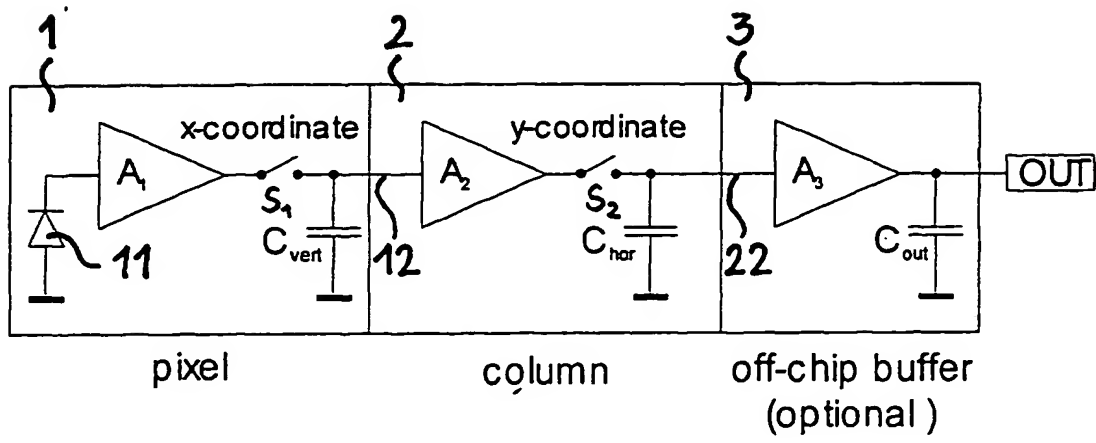 1 2 3
x-coordinate y-coordinate
A1 A2 A3 OUT
S1 S2
11 Cvert 12 Chor 22 Cout
pixel column off-chip buffer
(optional )